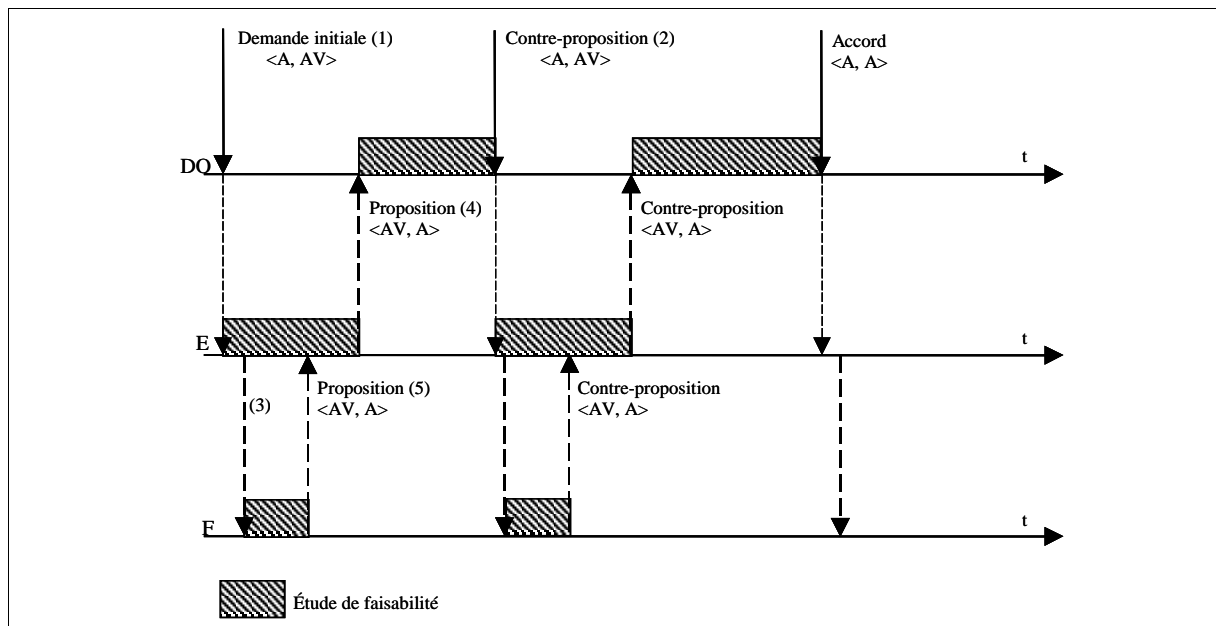 Demande initiale (1)
<A, AV>
Contre-proposition (2)
<A, AV>
Accord
<A, A>
DO
t
Proposition (4)
<AV, A>
Contre-proposition
<AV, A>
E
t
(3)
Proposition (5)
<AV, A>
Contre-proposition
<AV, A>
F
t
Étude de faisabilité